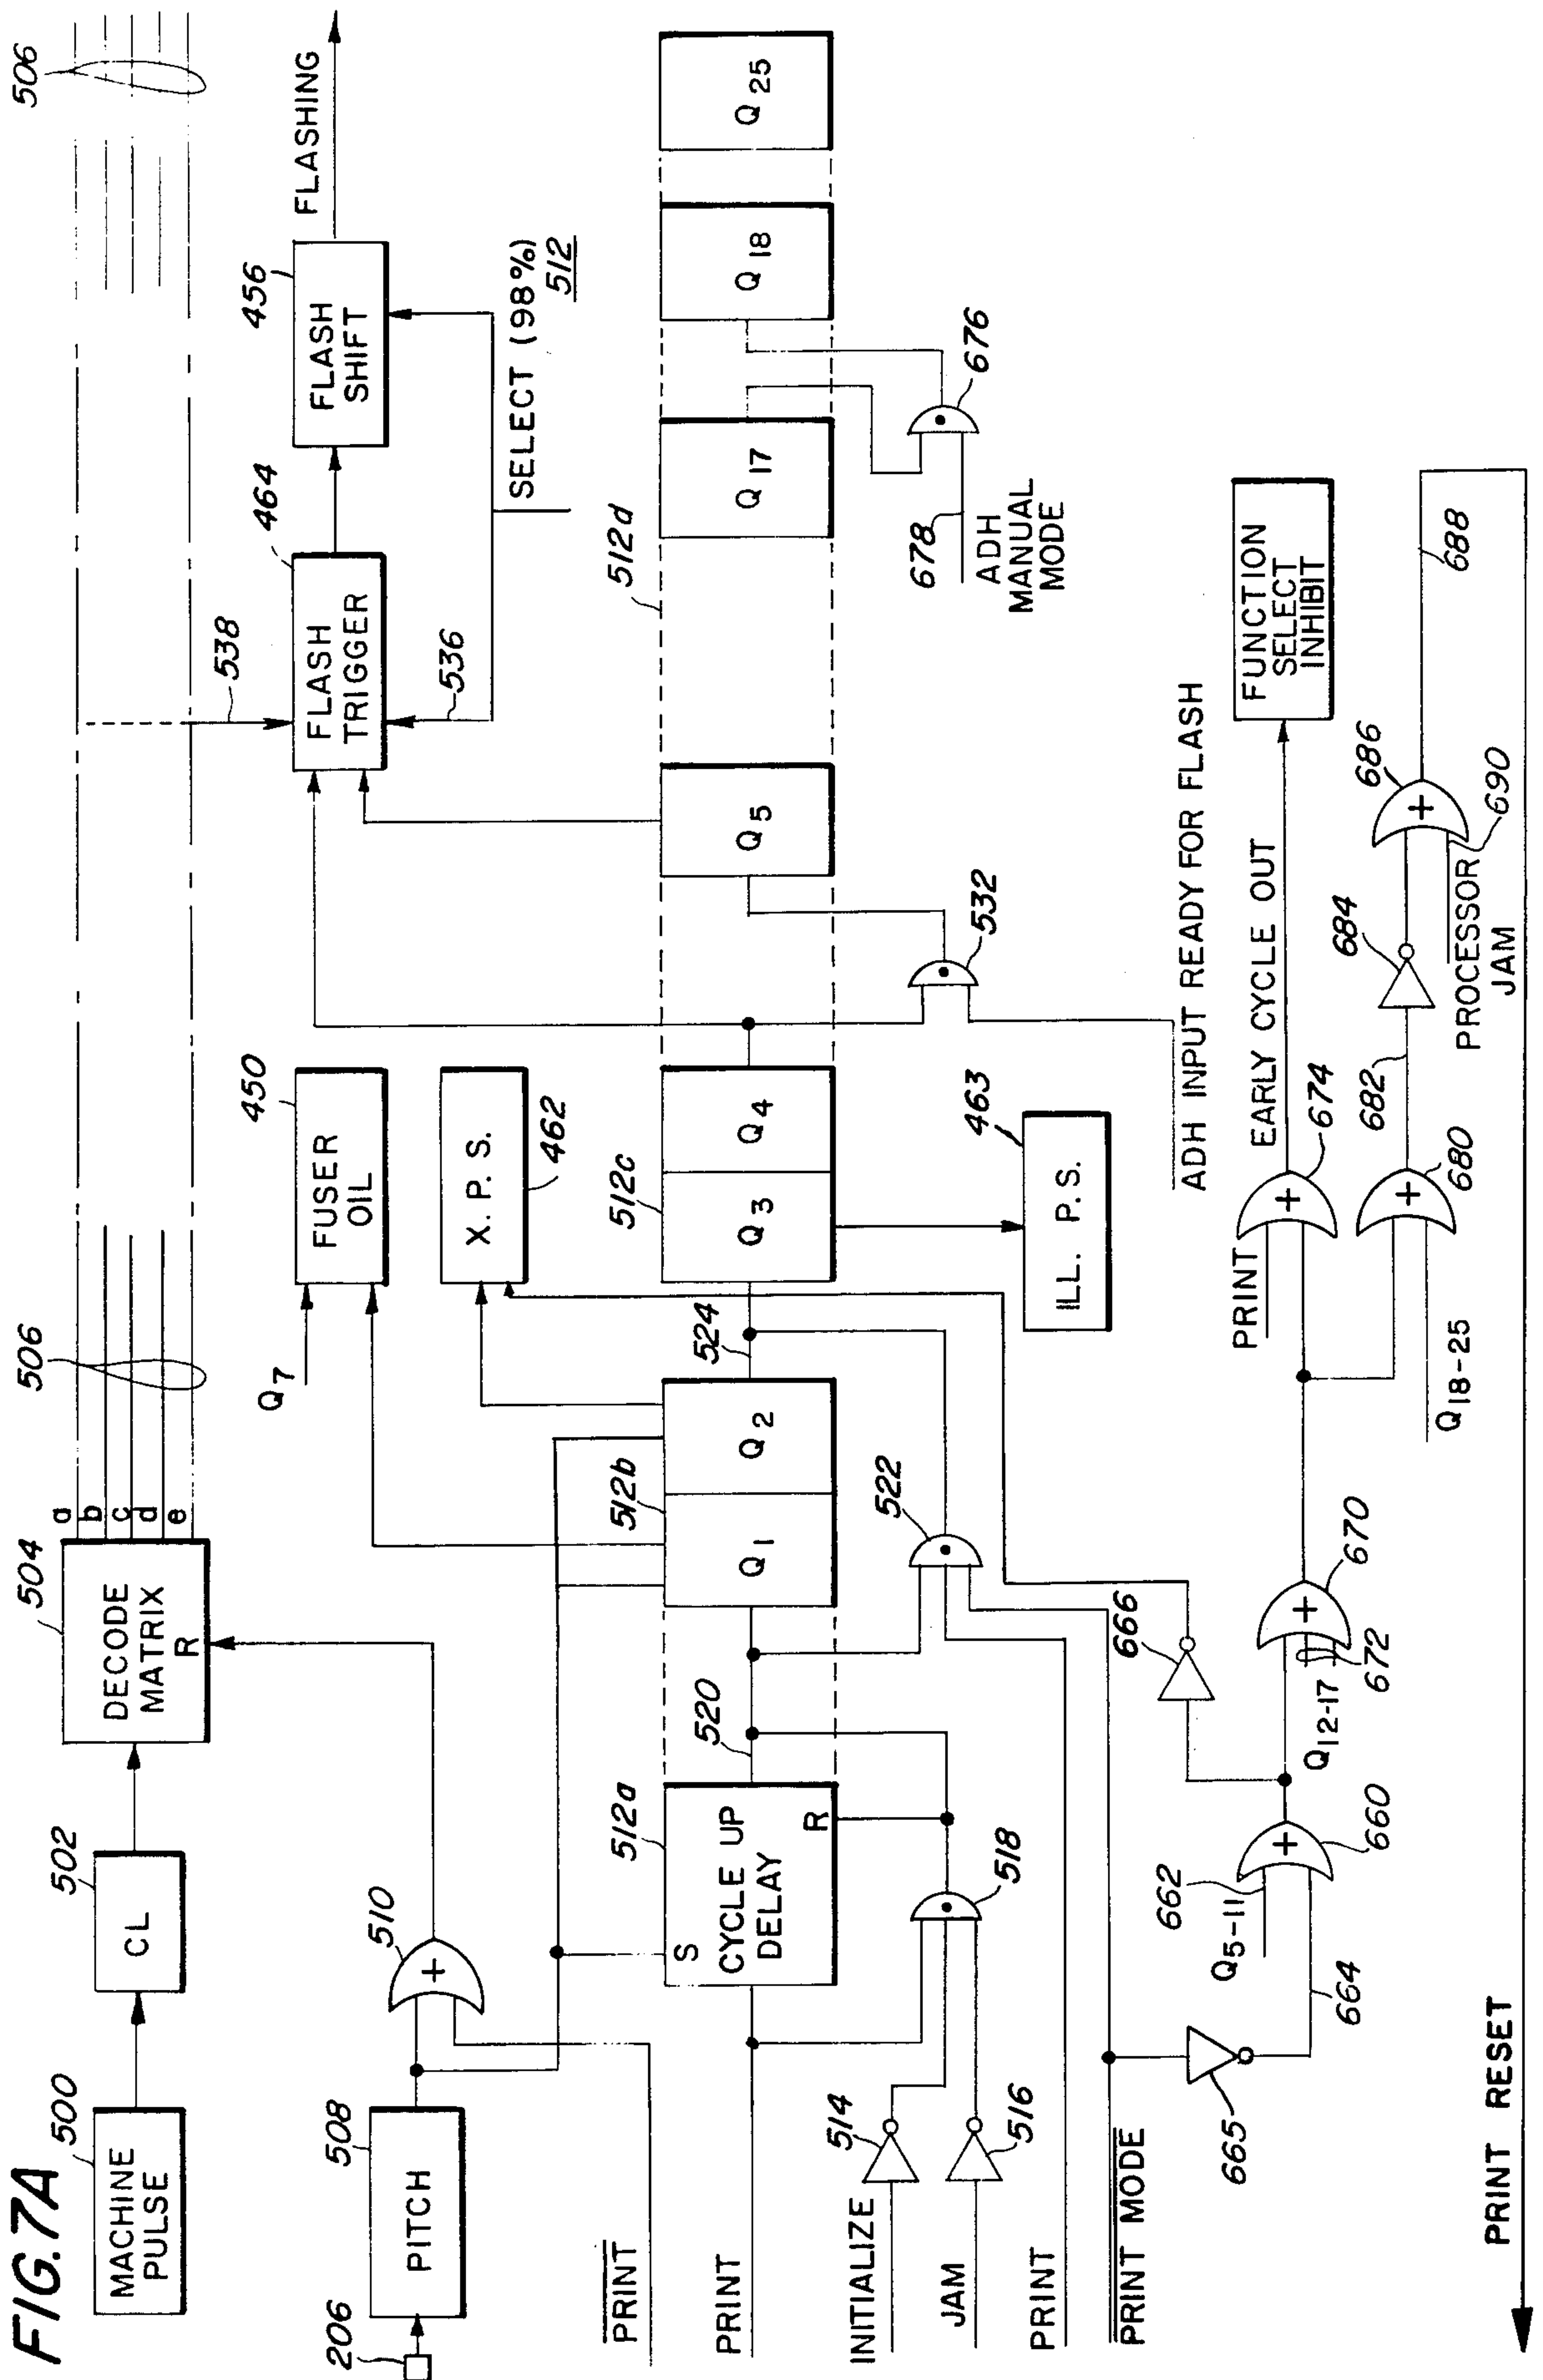 FIG. 7A
MACHINE
PULSE
500
CL
502
DECODE
MATRIX
R
504
a
b
c
d
e
506
506
206
PITCH
508
510
Q7
FUSER
OIL
450
X. P. S.
462
538
FLASH
TRIGGER
464
536
FLASH
SHIFT
456
FLASHING
SELECT (98%)
512
PRINT
PRINT
S
CYCLE UP
DELAY
R
512a
520
Q1
Q2
512b
524
Q3
Q4
512c
Q5
512d
Q17
Q18
Q25
INITIALIZE
514
JAM
516
518
522
ILL. P. S.
463
532
678
ADH
MANUAL
MODE
676
PRINT
PRINT MODE
665
664
ADH INPUT READY FOR FLASH
662
Q5-11
660
666
Q12-17
672
670
PRINT
674
EARLY CYCLE OUT
FUNCTION
SELECT
INHIBIT
Q18-25
680
682
684
PROCESSOR
JAM
690
686
688
PRINT RESET